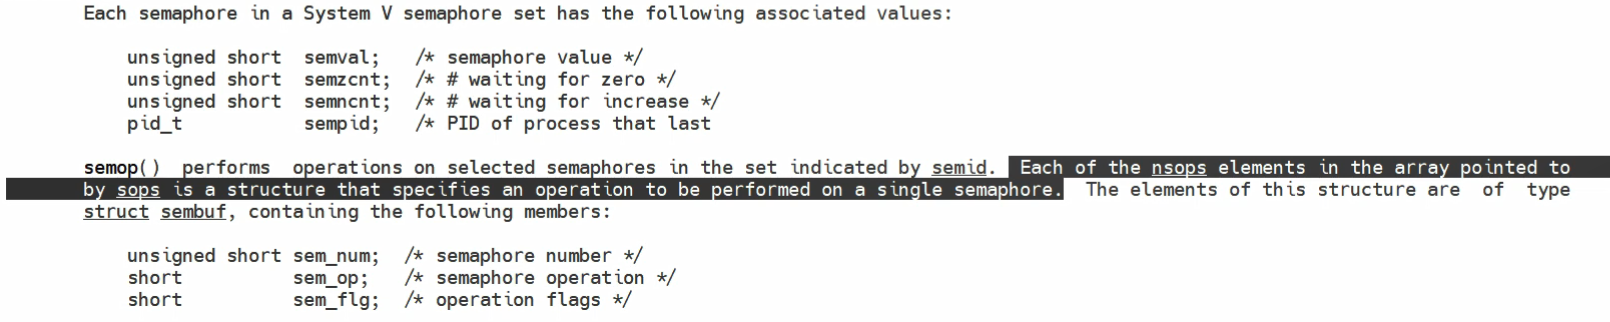 Each semaphore in a System V semaphore set has the following associated values:
unsigned short  semval;   /* semaphore value */
unsigned short  semzcnt;  /* # waiting for zero */
unsigned short  semncnt;  /* # waiting for increase */
pid_t           sempid;   /* PID of process that last
semop()  performs  operations on selected semaphores in the set indicated by semid.  Each of the nsops elements in the array pointed to
by sops is a structure that specifies an operation to be performed on a single semaphore.  The elements of this structure are  of  type
struct sembuf, containing the following members:
unsigned short sem_num;  /* semaphore number */
short          sem_op;   /* semaphore operation */
short          sem_flg;  /* operation flags */